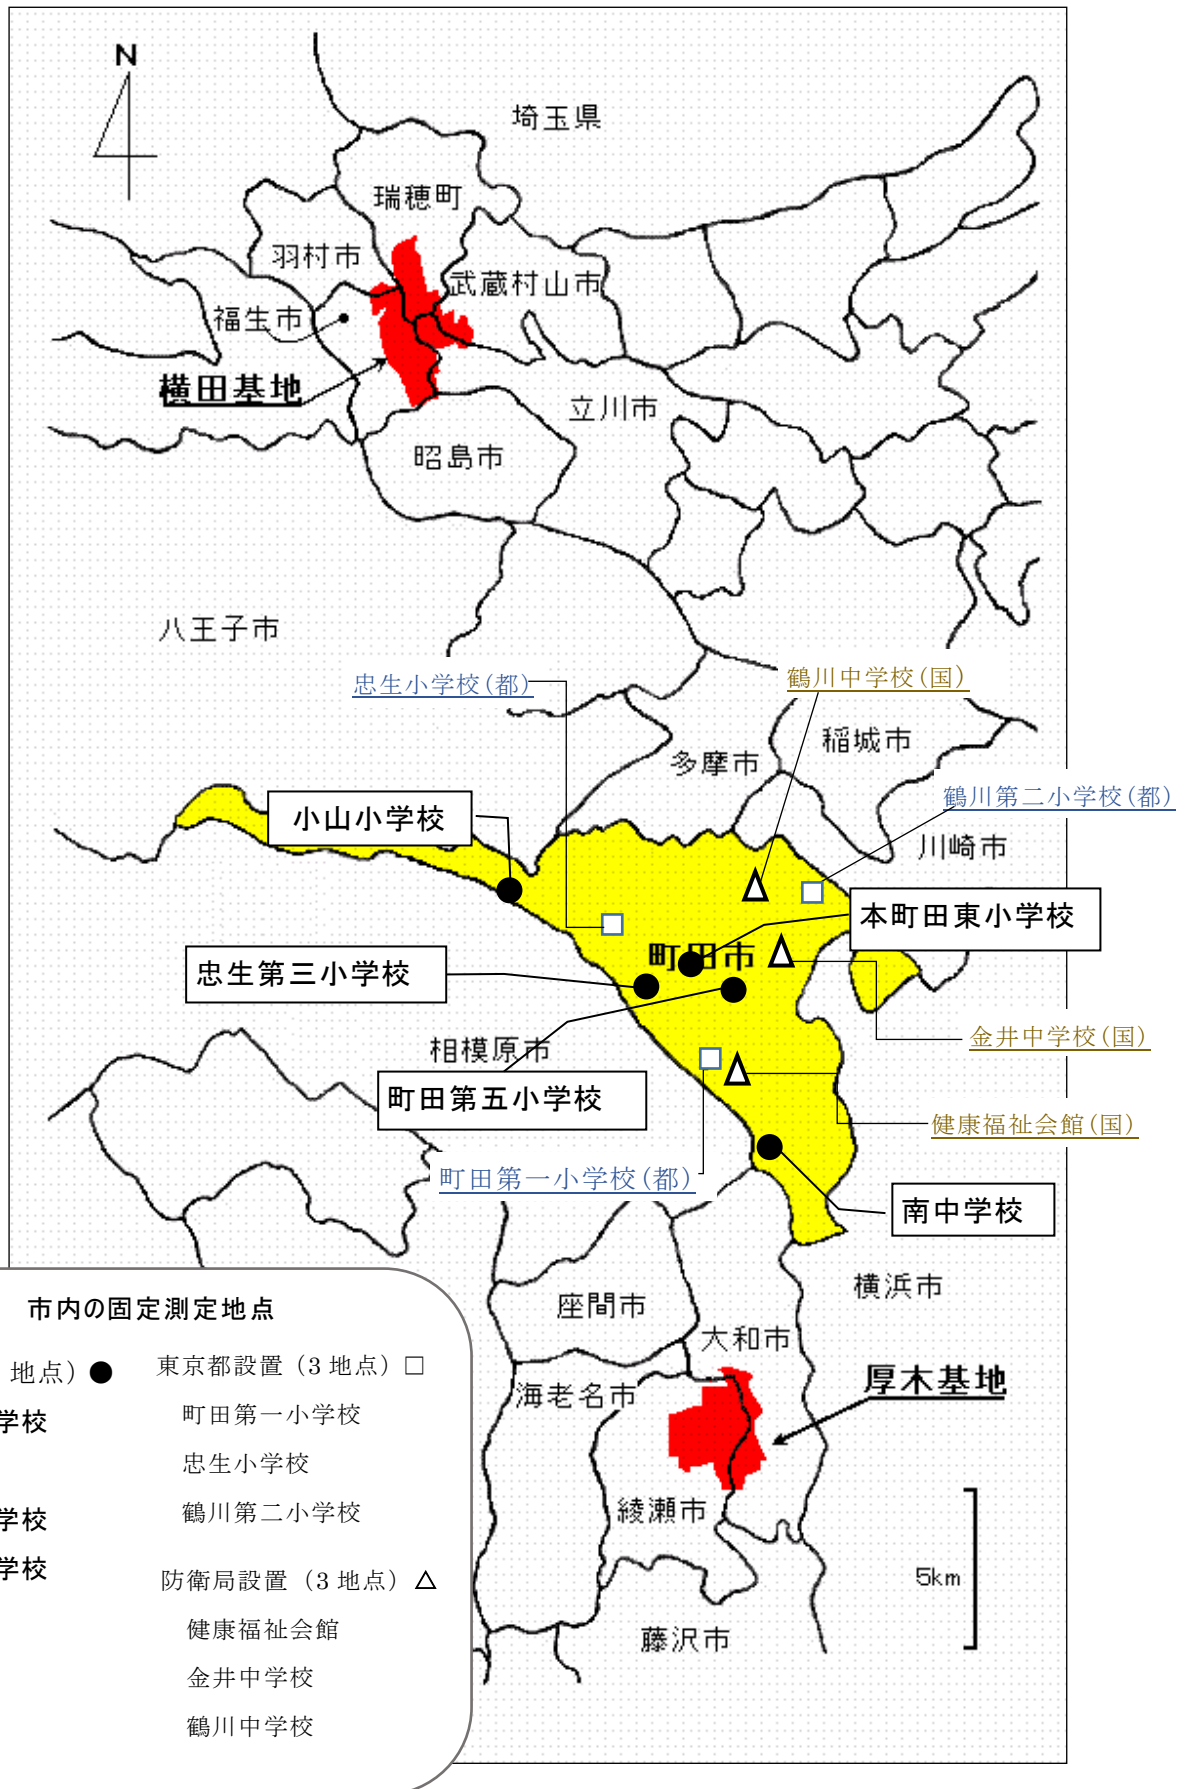 N
埼玉県
瑞穂町
羽村市
武蔵村山市
福生市
横田基地
立川市
昭島市
八王子市
忠生小学校(都)
鶴川中学校(国)
稲城市
多摩市
鶴川第二小学校(都)
小山小学校
川崎市
本町田東小学校
町田市
忠生第三小学校
金井中学校(国)
相模原市
町田第五小学校
健康福祉会館(国)
町田第一小学校(都)
南中学校
横浜市
座間市
大和市
海老名市
厚木基地
綾瀬市
5km
藤沢市
市内の固定測定地点
地点)●
学校
学校
学校
東京都設置(3地点)□
町田第一小学校
忠生小学校
鶴川第二小学校
防衛局設置(3地点)△
健康福祉会館
金井中学校
鶴川中学校